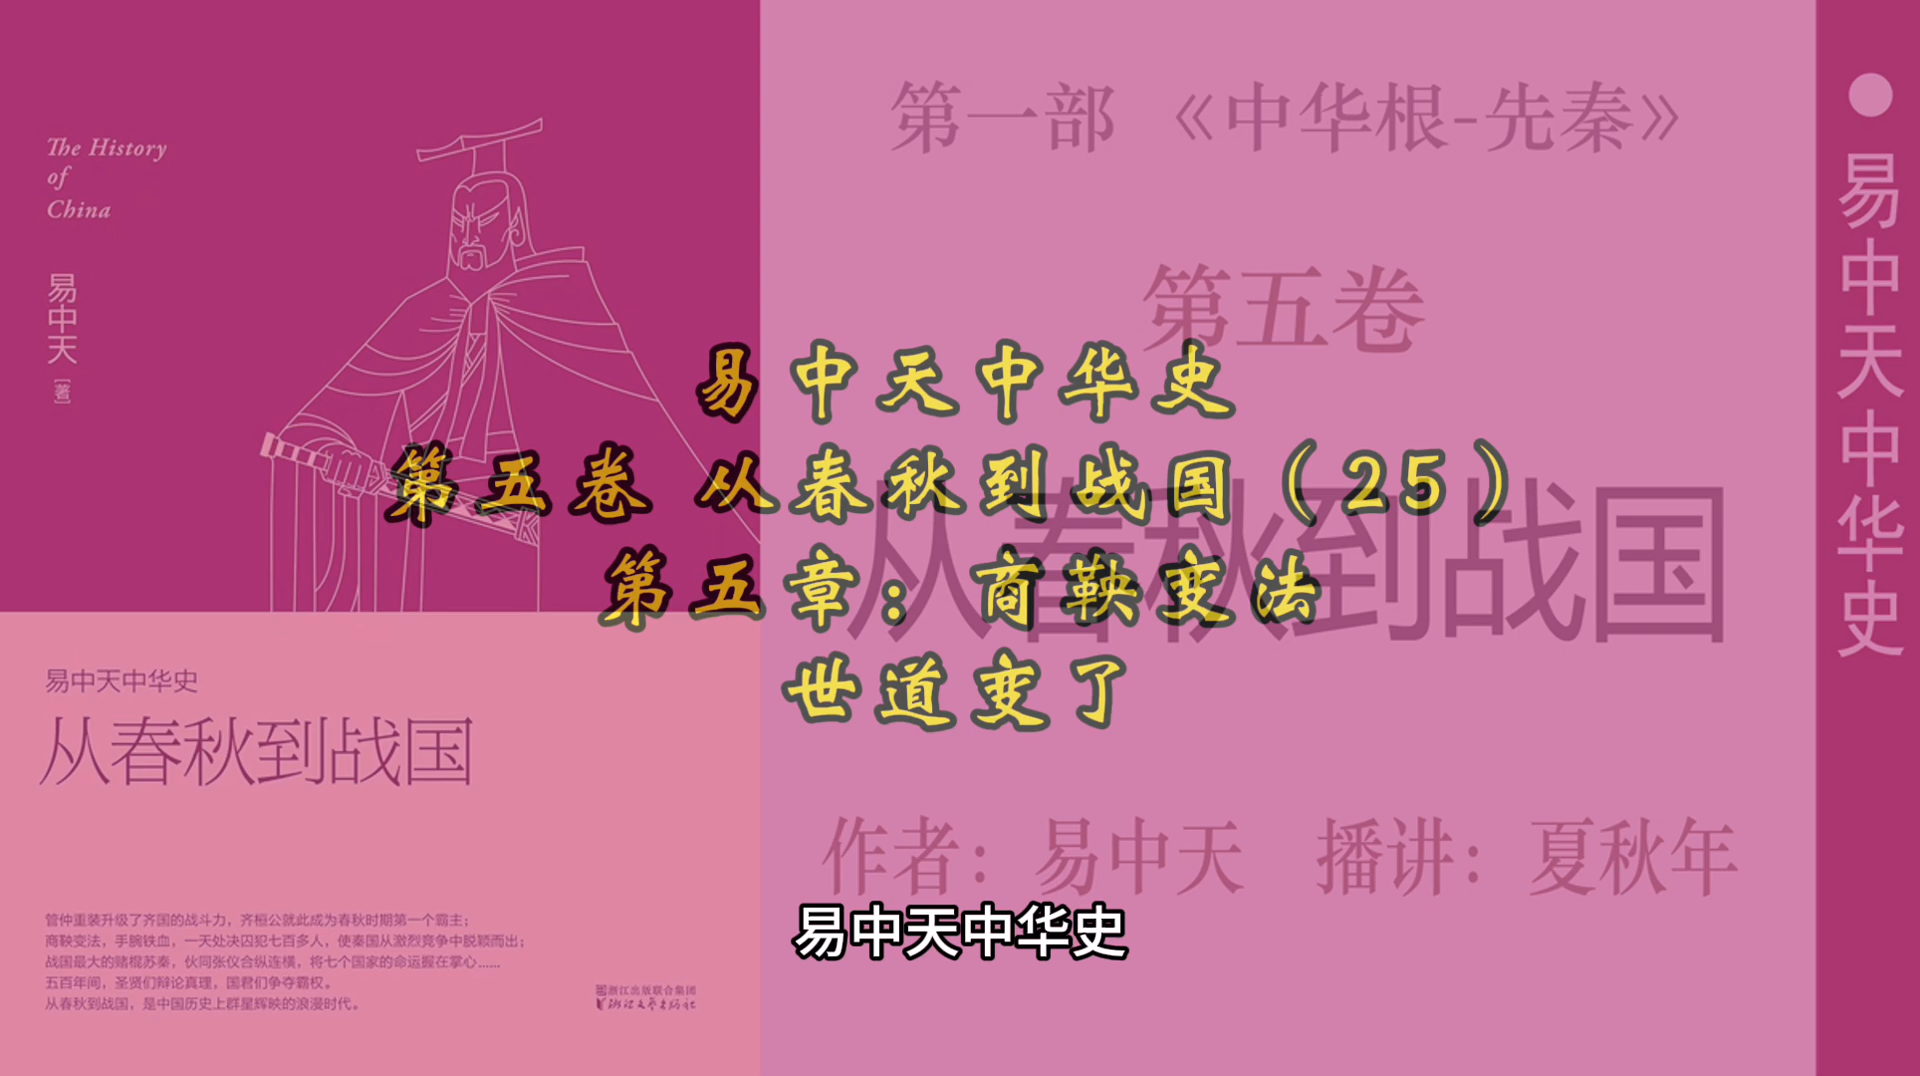 The History
of
China
易中天
[著]
易中天中华史
从春秋到战国
管仲重装升级了齐国的战斗力，齐桓公就此成为春秋时期第一个霸主；
商鞅变法，手腕铁血，一天处决囚犯七百多人，使秦国从激烈竞争中脱颖而出；
战国最大的赌棍苏秦，伙同张仪合纵连横，将七个国家的命运握在掌心……
五百年间，圣贤们辩论真理，国君们争夺霸权。
从春秋到战国，是中国历史上群星辉映的浪漫时代。
浙江出版联合集团
浙江文艺出版社
第一部 《中华根-先秦》
第五卷
从春秋到战国
易中天中华史
第五卷 从春秋到战国（25）
第五章：商鞅变法
世道变了
作者：易中天 播讲：夏秋年
易中天中华史
易中天中华史